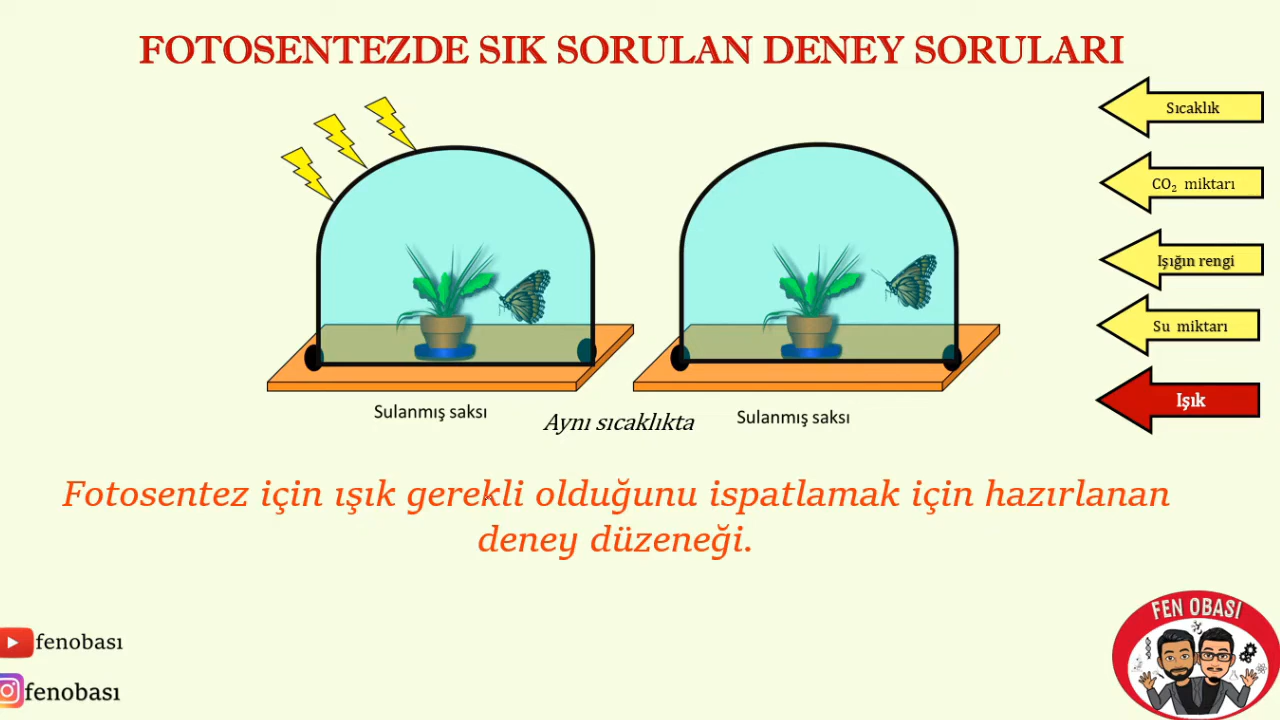 FOTOSENTEZDE SIK SORULAN DENEY SORULARI
Sıcaklık
CO₂ miktarı
Işığın rengi
Su miktarı
Işık
Sulanmış saksı
Aynı sıcaklıkta
Sulanmış saksı
Fotosentez için ışık gerekli olduğunu ispatlamak için hazırlanan
deney düzeneği.
fenobası
fenobası
FEN OBASI